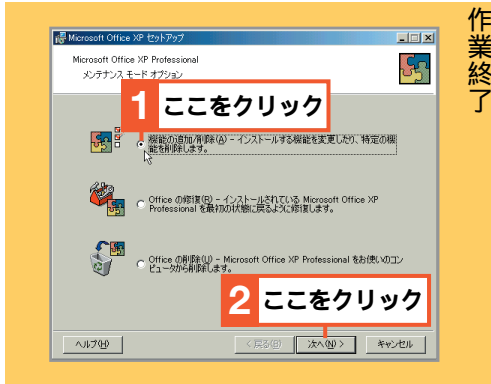 作業終了
Microsoft Office XP セットアップ
Microsoft Office XP Professional
メンテナンス モード オプション
1 ここをクリック
機能の追加/削除(A) - インストールする機能を変更したり、特定の機
能を削除します。
Office の修復(R) - インストールされている Microsoft Office XP
Professional を最初の状態に戻るように修復します。
Office の削除(U) - Microsoft Office XP Professional をお使いのコン
ピュータから削除します。
2 ここをクリック
ヘルプ(H)
< 戻る(B)
次へ(N) >
キャンセル